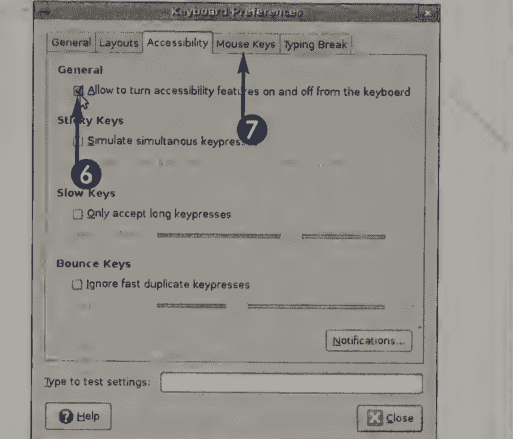 Keyboard Preferences
General Layouts Accessibility Mouse Keys Typing Break
General
Allow to turn accessibility features on and off from the keyboard
7
Sticky Keys
Simulate simultanous
6
Slow Keys
Only accept long keypresses
Bounce Keys
Ignore fast duplicate keypresses
Notifications...
Type to test settings:
Help Close